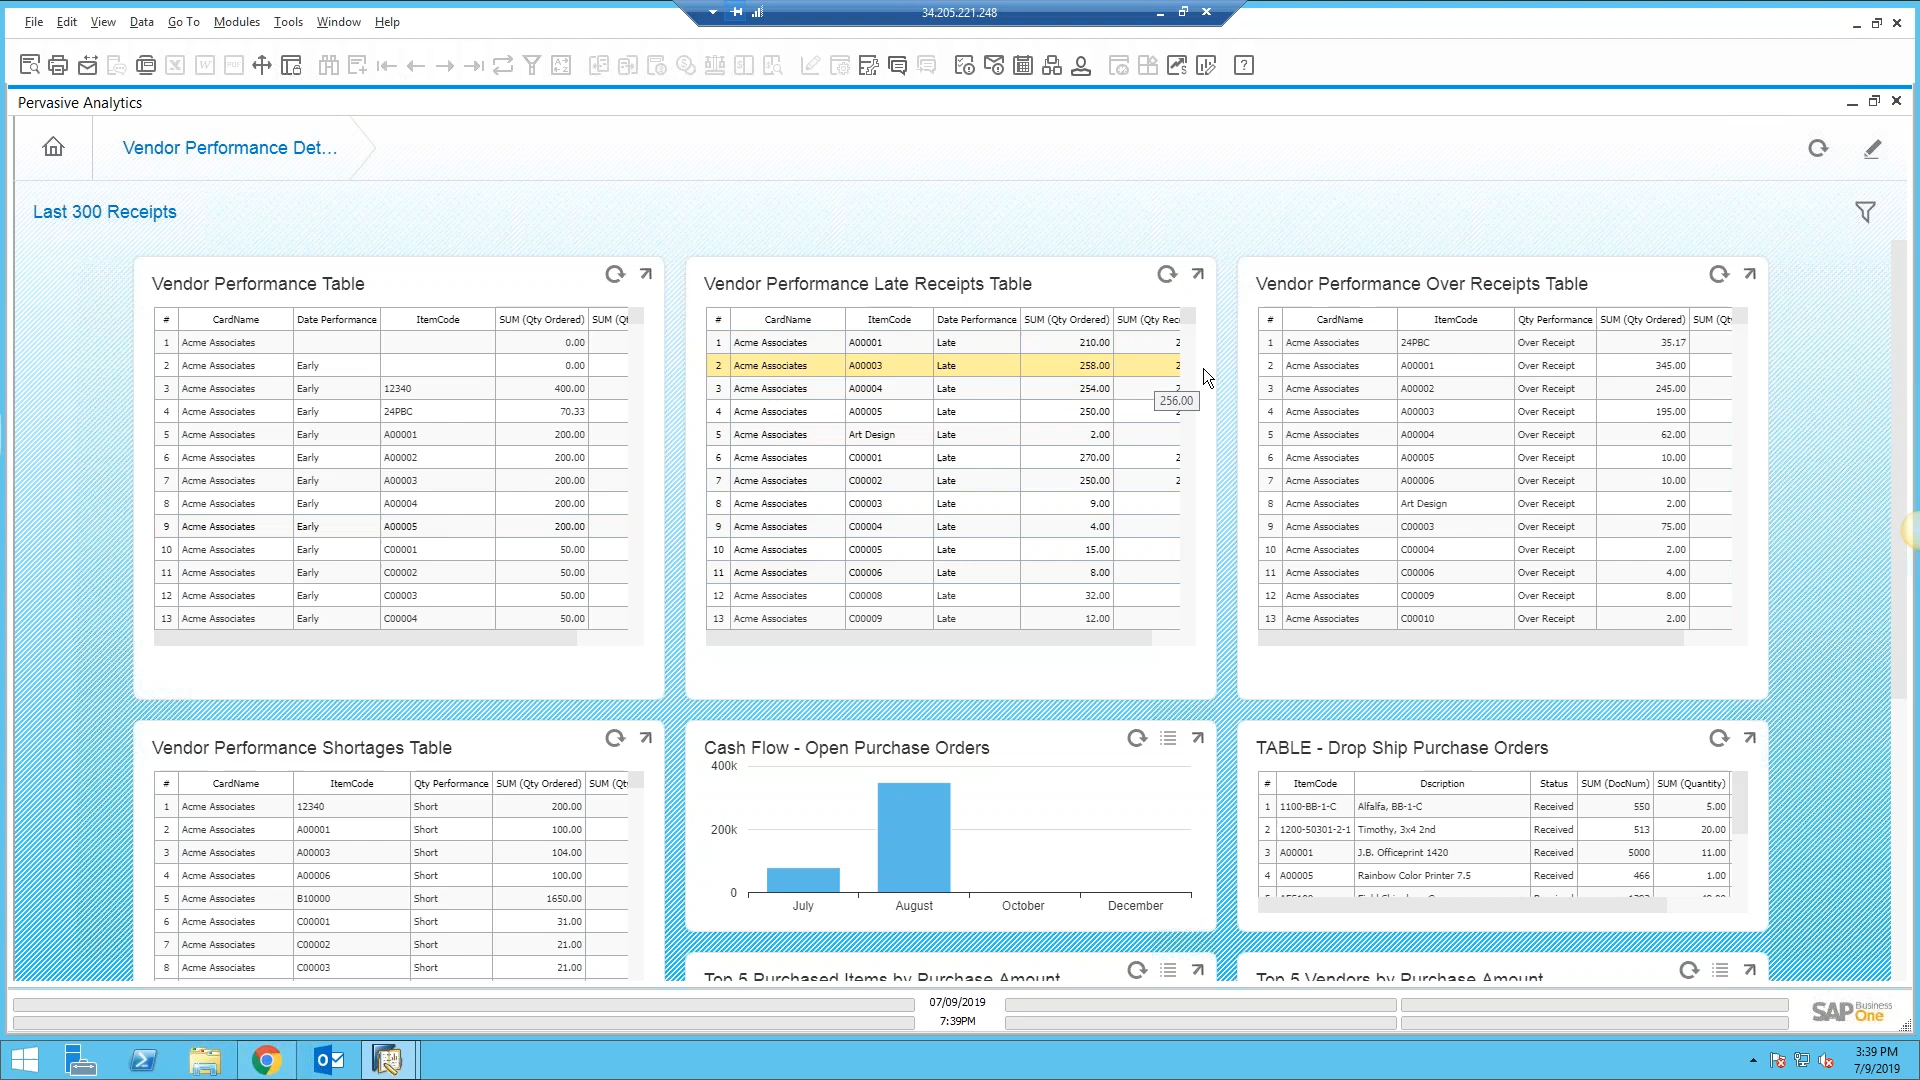 34.205.221.248
File Edit View Data Go To Modules Tools Window Help
Pervasive Analytics
Vendor Performance Det...
Last 300 Receipts
Vendor Performance Table
# CardName Date Performance ItemCode SUM (Qty Ordered) SUM (Qt
1 Acme Associates 0.00
2 Acme Associates Early 0.00
3 Acme Associates Early 12340 400.00
4 Acme Associates Early 24PBC 70.33
5 Acme Associates Early A00001 200.00
6 Acme Associates Early A00002 200.00
7 Acme Associates Early A00003 200.00
8 Acme Associates Early A00004 200.00
9 Acme Associates Early A00005 200.00
10 Acme Associates Early C00001 50.00
11 Acme Associates Early C00002 50.00
12 Acme Associates Early C00003 50.00
13 Acme Associates Early C00004 50.00
Vendor Performance Late Receipts Table
# CardName ItemCode Date Performance SUM (Qty Ordered) SUM (Qty Rec
1 Acme Associates A00001 Late 210.00 2
2 Acme Associates A00003 Late 258.00 2
3 Acme Associates A00004 Late 254.00
256.00
4 Acme Associates A00005 Late 250.00
5 Acme Associates Art Design Late 2.00
6 Acme Associates C00001 Late 270.00 2
7 Acme Associates C00002 Late 250.00 2
8 Acme Associates C00003 Late 9.00
9 Acme Associates C00004 Late 4.00
10 Acme Associates C00005 Late 15.00
11 Acme Associates C00006 Late 8.00
12 Acme Associates C00008 Late 32.00
13 Acme Associates C00009 Late 12.00
Vendor Performance Over Receipts Table
# CardName ItemCode Qty Performance SUM (Qty Ordered) SUM (Qt
1 Acme Associates 24PBC Over Receipt 35.17
2 Acme Associates A00001 Over Receipt 345.00
3 Acme Associates A00002 Over Receipt 245.00
4 Acme Associates A00003 Over Receipt 195.00
5 Acme Associates A00004 Over Receipt 62.00
6 Acme Associates A00005 Over Receipt 10.00
7 Acme Associates A00006 Over Receipt 10.00
8 Acme Associates Art Design Over Receipt 2.00
9 Acme Associates C00003 Over Receipt 75.00
10 Acme Associates C00004 Over Receipt 2.00
11 Acme Associates C00006 Over Receipt 4.00
12 Acme Associates C00009 Over Receipt 8.00
13 Acme Associates C00010 Over Receipt 2.00
Vendor Performance Shortages Table
# CardName ItemCode Qty Performance SUM (Qty Ordered) SUM (Qt
1 Acme Associates 12340 Short 200.00
2 Acme Associates A00001 Short 100.00
3 Acme Associates A00003 Short 104.00
4 Acme Associates A00006 Short 100.00
5 Acme Associates B10000 Short 1650.00
6 Acme Associates C00001 Short 31.00
7 Acme Associates C00002 Short 21.00
8 Acme Associates C00003 Short 21.00
Cash Flow - Open Purchase Orders
400k
200k
0
July August October December
TABLE - Drop Ship Purchase Orders
# ItemCode Dscription Status SUM (DocNum) SUM (Quantity)
1 1100-BB-1-C Alfalfa, BB-1-C Received 550 5.00
2 1200-50301-2-1 Timothy, 3x4 2nd Received 513 20.00
3 A00001 J.B. Officeprint 1420 Received 5000 11.00
4 A00005 Rainbow Color Printer 7.5 Received 466 1.00
Top 5 Purchased Items by Purchase Amount
Top 5 Vendors by Purchase Amount
07/09/2019
7:39PM
SAP Business One
3:39 PM
7/9/2019